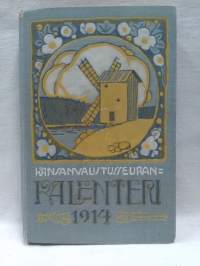 KANSANVALISTUSSEURAN=
KALENTERI
1914